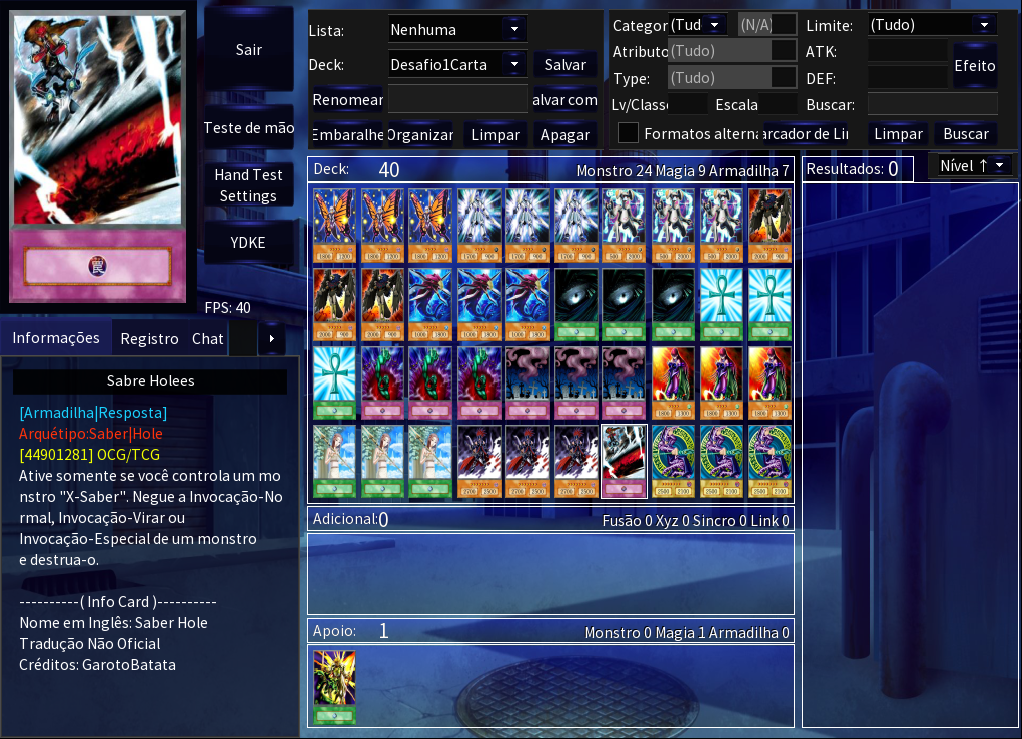 Sair
Teste de mão
Hand Test
Settings
YDKE
FPS: 40
Lista:
Nenhuma
Deck:
Desafio1Carta
Salvar
Renomear
alvar com
Embaralhe
Organizar
Limpar
Apagar
Categor
(Tud
(N/A)
Limite:
(Tudo)
Atributo
(Tudo)
ATK:
Efeito
Type:
(Tudo)
DEF:
Lv/Classe
Escala
Buscar:
Formatos alterna
arcador de Lin
Limpar
Buscar
Deck:
40
Monstro 24 Magia 9 Armadilha 7
Resultados: 0
Nível ↑
Informações
Registro
Chat
Sabre Holees
[Armadilha|Resposta]
Arquétipo:Saber|Hole
[44901281] OCG/TCG
Ative somente se você controla um mo
nstro "X-Saber". Negue a Invocação-No
rmal, Invocação-Virar ou
Invocação-Especial de um monstro
e destrua-o.
----------( Info Card )----------
Nome em Inglês: Saber Hole
Tradução Não Oficial
Créditos: GarotoBatata
Adicional:0
Fusão 0 Xyz 0 Sincro 0 Link 0
Apoio:
1
Monstro 0 Magia 1 Armadilha 0